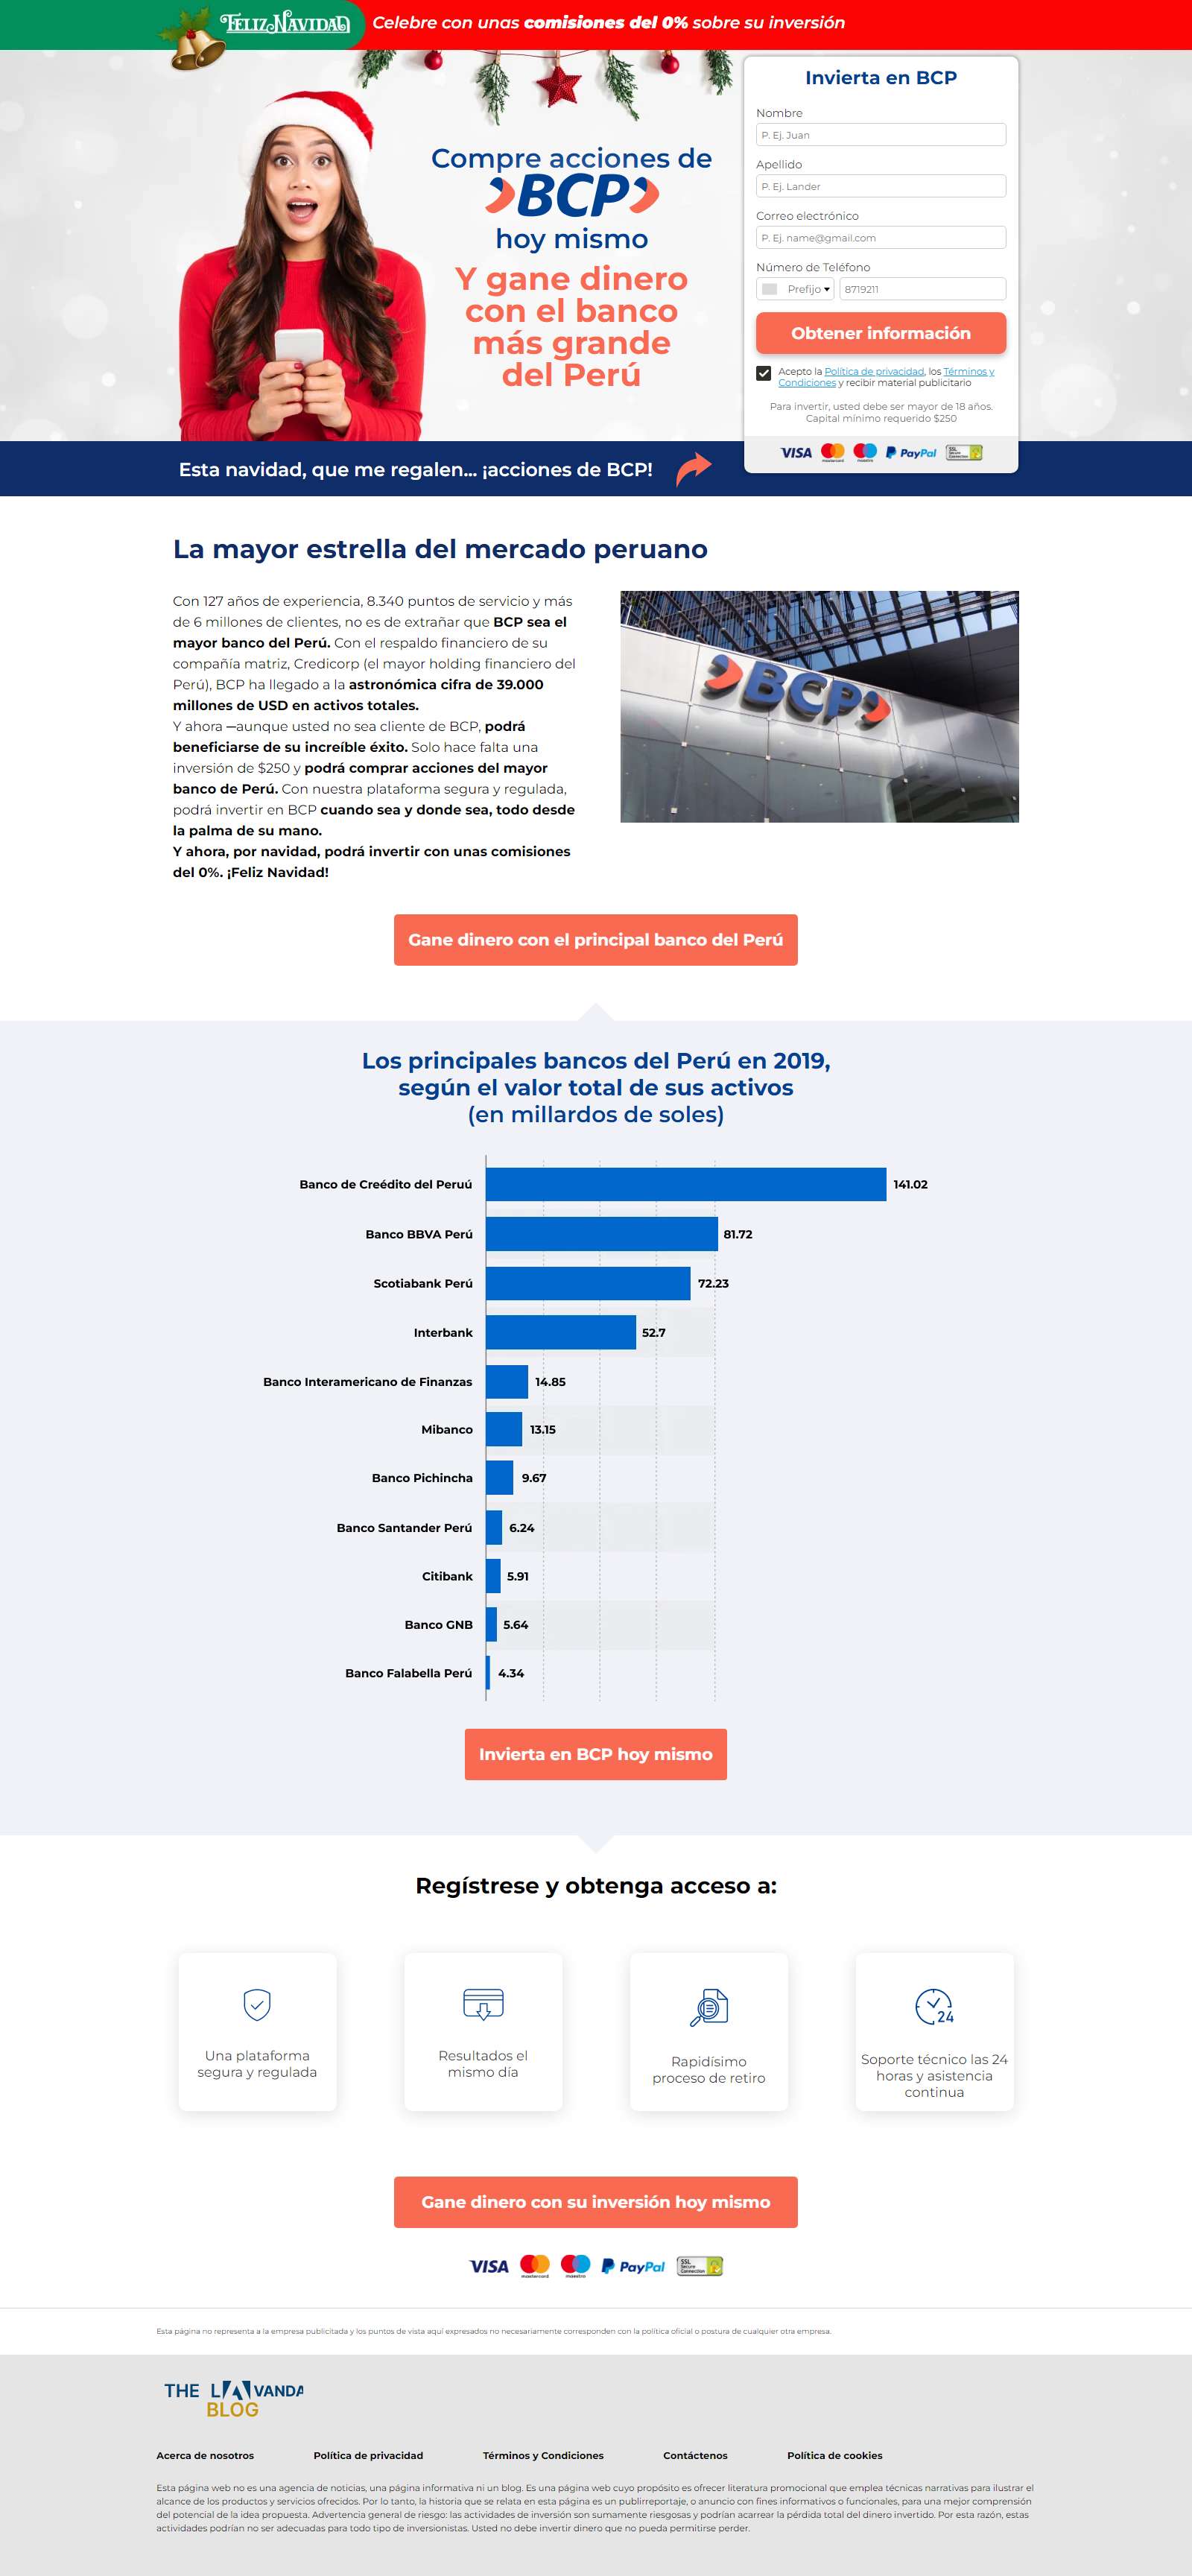 FELIZ NAVIDAD
Celebre con unas comisiones del 0% sobre su inversión
Compre acciones de
BCP
hoy mismo
Y gane dinero
con el banco
más grande
del Perú
Invierta en BCP
Nombre
P. Ej. Juan
Apellido
P. Ej. Lander
Correo electrónico
P. Ej. name@gmail.com
Número de Teléfono
Prefijo
8719211
Obtener información
Acepto la Política de privacidad, los Términos y
Condiciones y recibir material publicitario
Para invertir, usted debe ser mayor de 18 años.
Capital mínimo requerido $250
VISA mastercard maestro PayPal SSL Secure Connection
Esta navidad, que me regalen... ¡acciones de BCP!
La mayor estrella del mercado peruano
Con 127 años de experiencia, 8.340 puntos de servicio y más
de 6 millones de clientes, no es de extrañar que BCP sea el
mayor banco del Perú. Con el respaldo financiero de su
compañía matriz, Credicorp (el mayor holding financiero del
Perú), BCP ha llegado a la astronómica cifra de 39.000
millones de USD en activos totales.
Y ahora —aunque usted no sea cliente de BCP, podrá
beneficiarse de su increíble éxito. Solo hace falta una
inversión de $250 y podrá comprar acciones del mayor
banco de Perú. Con nuestra plataforma segura y regulada,
podrá invertir en BCP cuando sea y donde sea, todo desde
la palma de su mano.
Y ahora, por navidad, podrá invertir con unas comisiones
del 0%. ¡Feliz Navidad!
BCP
Gane dinero con el principal banco del Perú
Los principales bancos del Perú en 2019,
según el valor total de sus activos
(en millardos de soles)
Banco de Creédito del Peruú 141.02
Banco BBVA Perú 81.72
Scotiabank Perú 72.23
Interbank 52.7
Banco Interamericano de Finanzas 14.85
Mibanco 13.15
Banco Pichincha 9.67
Banco Santander Perú 6.24
Citibank 5.91
Banco GNB 5.64
Banco Falabella Perú 4.34
Invierta en BCP hoy mismo
Regístrese y obtenga acceso a:
Una plataforma
segura y regulada
Resultados el
mismo día
Rapidísimo
proceso de retiro
24
Soporte técnico las 24
horas y asistencia
continua
Gane dinero con su inversión hoy mismo
VISA mastercard maestro PayPal SSL Secure Connection
Esta página no representa a la empresa publicitada y los puntos de vista aquí expresados no necesariamente corresponden con la política oficial o postura de cualquier otra empresa.
THE LAVANDA
BLOG
Acerca de nosotros Política de privacidad Términos y Condiciones Contáctenos Política de cookies
Esta página web no es una agencia de noticias, una página informativa ni un blog. Es una página web cuyo propósito es ofrecer literatura promocional que emplea técnicas narrativas para ilustrar el
alcance de los productos y servicios ofrecidos. Por lo tanto, la historia que se relata en esta página es un publirreportaje, o anuncio con fines informativos o funcionales, para una mejor comprensión
del potencial de la idea propuesta. Advertencia general de riesgo: las actividades de inversión son sumamente riesgosas y podrían acarrear la pérdida total del dinero invertido. Por esta razón, estas
actividades podrían no ser adecuadas para todo tipo de inversionistas. Usted no debe invertir dinero que no pueda permitirse perder.